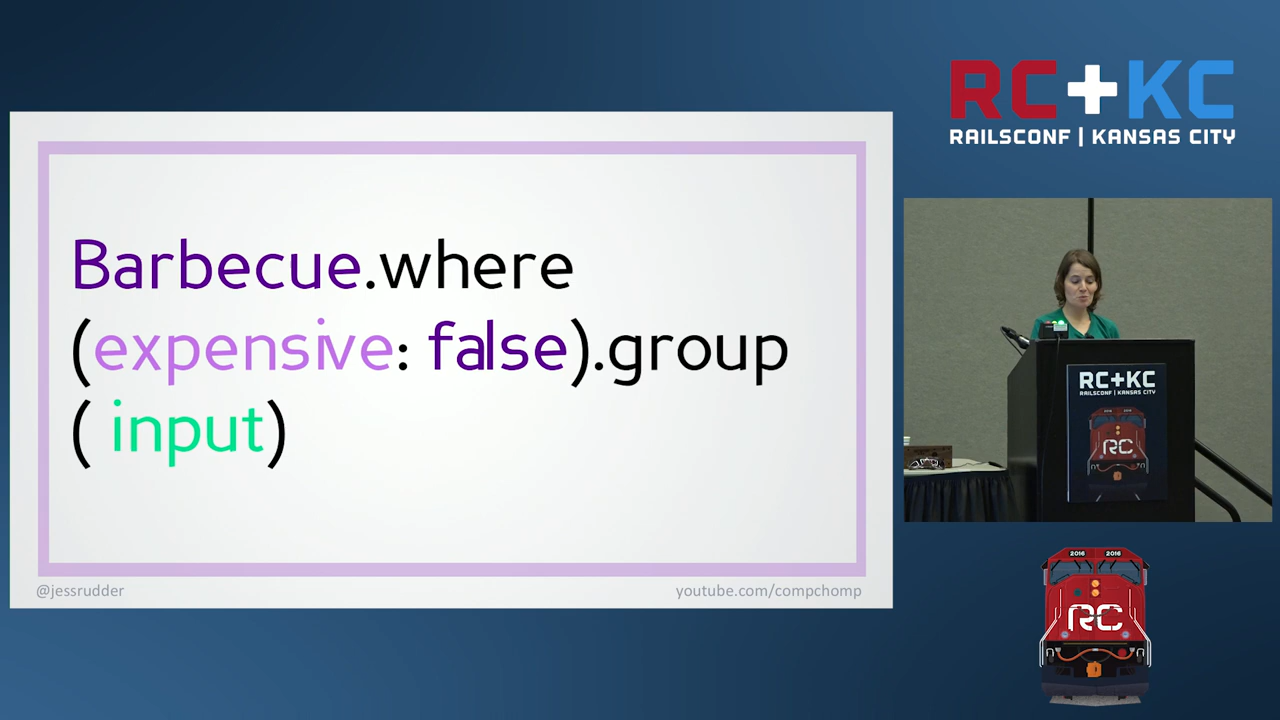 Barbecue.where
(expensive: false).group
( input)
@jessrudder
youtube.com/compchomp
RC+KC
RAILSCONF | KANSAS CITY
RC+KC
RAILSCONF | KANSAS CITY
RC
2016 2016
RC